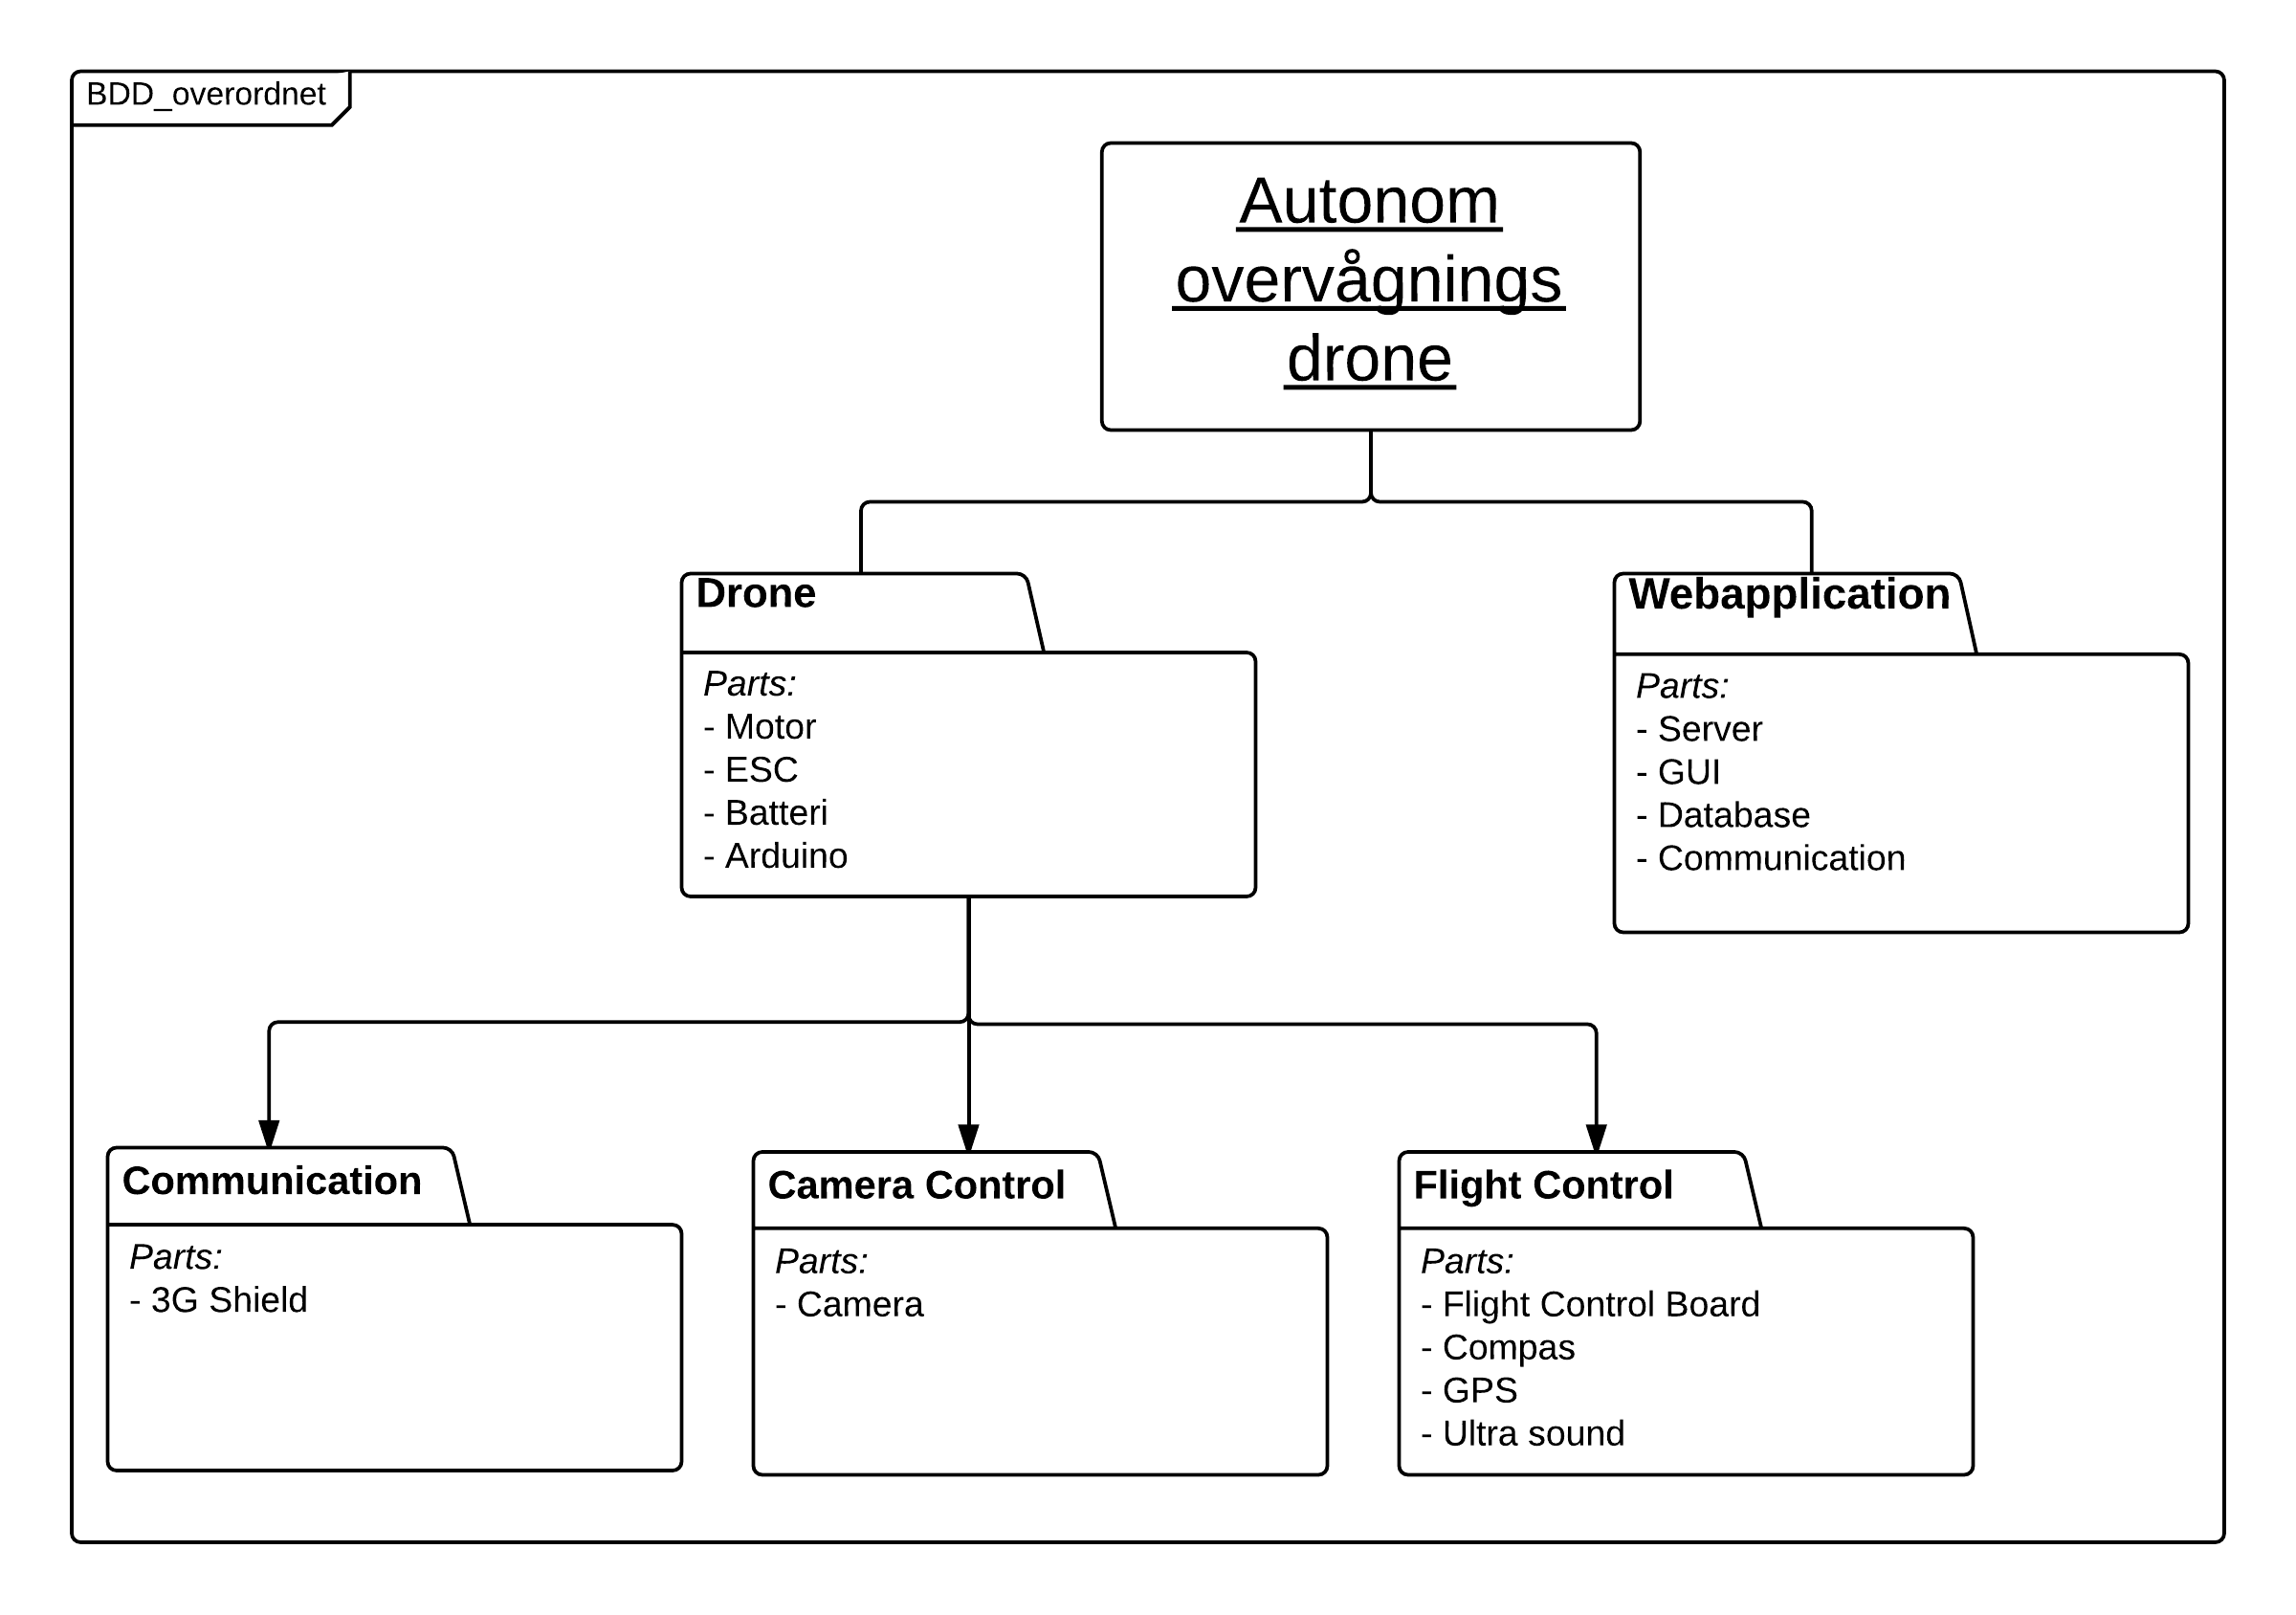 BDD_overordnet
Autonom
overvågnings
drone
Drone
Parts:
- Motor
- ESC
- Batteri
- Arduino
Webapplication
Parts:
- Server
- GUI
- Database
- Communication
Communication
Parts:
- 3G Shield
Camera Control
Parts:
- Camera
Flight Control
Parts:
- Flight Control Board
- Compas
- GPS
- Ultra sound